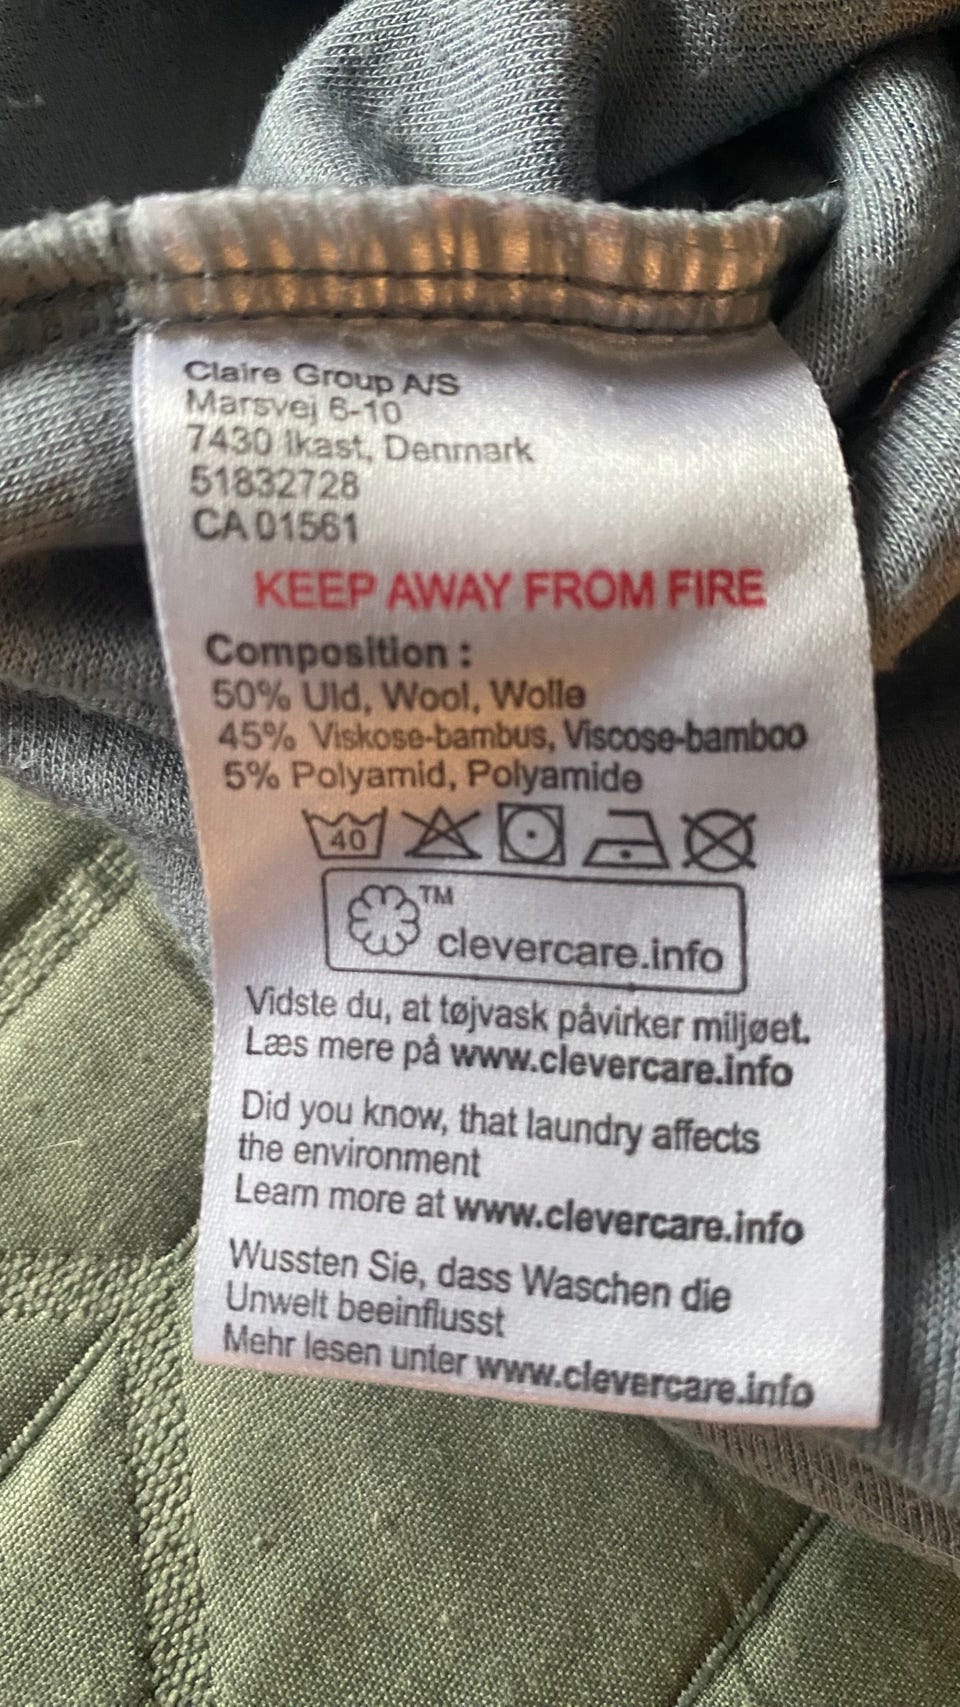 Claire Group A/S
Marsvej 6-10
7430 Ikast, Denmark
51832728
CA 01561
KEEP AWAY FROM FIRE
Composition :
50% Uld, Wool, Wolle
45% Viskose-bambus, Viscose-bamboo
5% Polyamid, Polyamide
40
TM
clevercare.info
Vidste du, at tøjvask påvirker miljøet.
Læs mere på www.clevercare.info
Did you know, that laundry affects
the environment
Learn more at www.clevercare.info
Wussten Sie, dass Waschen die
Unwelt beeinflusst
Mehr lesen unter www.clevercare.info